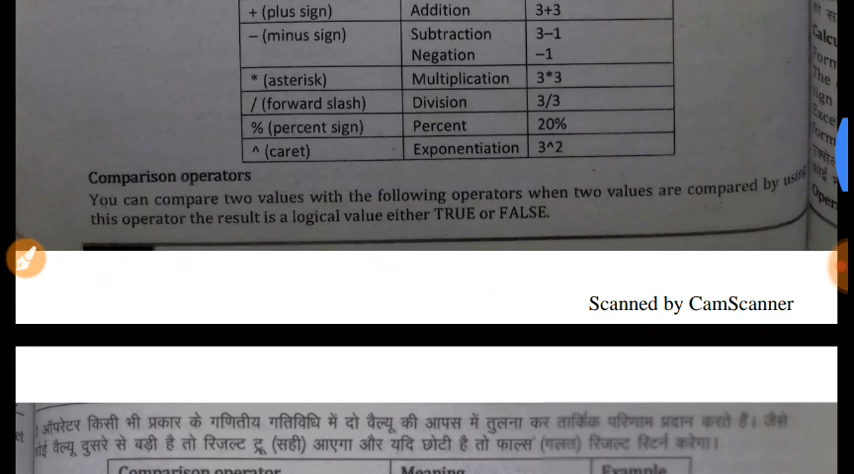 + (plus sign) Addition 3+3
– (minus sign) Subtraction 3–1
Negation –1
* (asterisk) Multiplication 3*3
/ (forward slash) Division 3/3
% (percent sign) Percent 20%
^ (caret) Exponentiation 3^2
Comparison operators
You can compare two values with the following operators when two values are compared by using
this operator the result is a logical value either TRUE or FALSE.
Scanned by CamScanner
ऑपरेटर किसी भी प्रकार के गणितीय गतिविधि में दो वैल्यू की आपस में तुलना कर तार्किक परिणाम प्रदान करते हैं। जैसे
वैल्यू दुसरे से बड़ी है तो रिजल्ट ट्रू (सही) आएगा और यदि छोटी है तो फाल्स (गलत) रिजल्ट रिटर्न करेगा।
Comparison operator Meaning Example